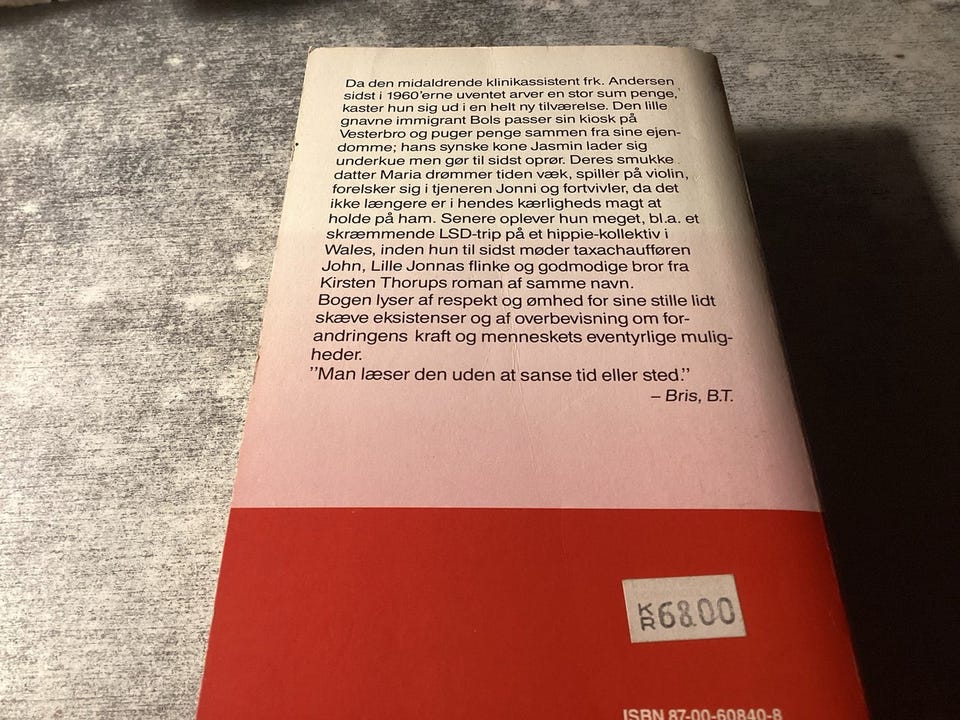 Da den midaldrende klinikassistent frk. Andersen
sidst i 1960'erne uventet arver en stor sum penge,
kaster hun sig ud i en helt ny tilværelse. Den lille
gnavne immigrant Bols passer sin kiosk på
Vesterbro og puger penge sammen fra sine ejen-
domme; hans synske kone Jasmin lader sig
underkue men gør til sidst oprør. Deres smukke
datter Maria drømmer tiden væk, spiller på violin,
forelsker sig i tjeneren Jonni og fortvivler, da det
ikke længere er i hendes kærligheds magt at
holde på ham. Senere oplever hun meget, bl.a. et
skræmmende LSD-trip på et hippie-kollektiv i
Wales, inden hun til sidst møder taxachaufføren
John, Lille Jonnas flinke og godmodige bror fra
Kirsten Thorups roman af samme navn.
Bogen lyser af respekt og ømhed for sine stille lidt
skæve eksistenser og af overbevisning om for-
andringens kraft og menneskets eventyrlige mulig-
heder.
"Man læser den uden at sanse tid eller sted."
– Bris, B.T.
KR 68.00
ISBN 87-00-60840-8